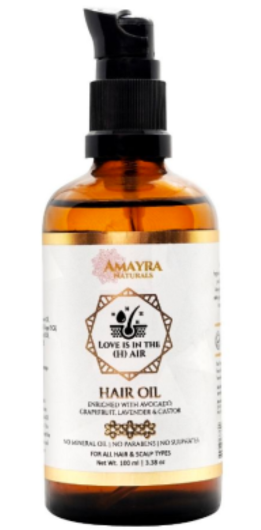 AMAYRA
NATURALS
LOVE IS IN THE
(H) AIR
HAIR OIL
ENRICHED WITH AVOCADO
GRAPEFRUIT, LAVENDER & CASTOR
NO MINERAL OIL | NO PARABENS | NO SULPHATES
FOR ALL HAIR & SCALP TYPES
Net Wt. 100 ml | 3.38 oz